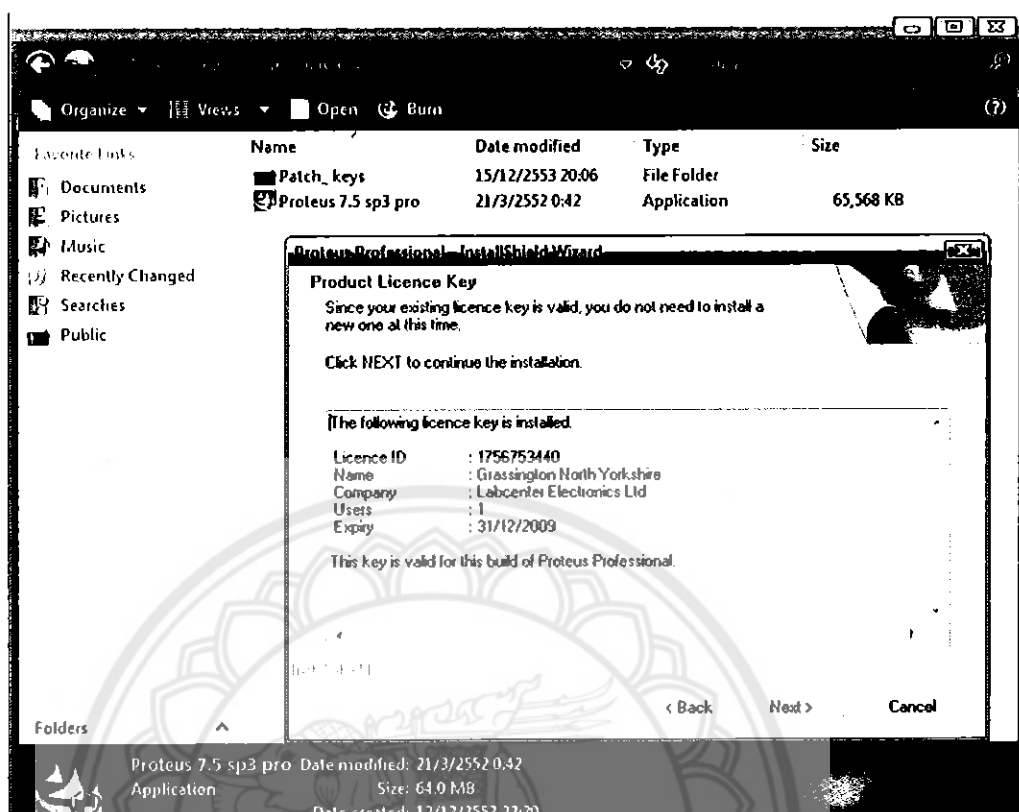 Organize Views Open Burn
Favorite Links
Documents
Pictures
Music
Recently Changed
Searches
Public
Folders
Name Date modified Type Size
Patch_keys 15/12/2553 20:06 File Folder
Proteus 7.5 sp3 pro 21/3/2552 0:42 Application 65,568 KB
Proteus Professional - InstallShield Wizard
Product Licence Key
Since your existing licence key is valid, you do not need to install a
new one at this time.
Click NEXT to continue the installation.
The following licence key is installed.
Licence ID : 1756753440
Name : Grassington North Yorkshire
Company : Labcenter Electronics Ltd
Users : 1
Expiry : 31/12/2009
This key is valid for this build of Proteus Professional.
< Back Next > Cancel
Proteus 7.5 sp3 pro Date modified: 21/3/2552 0:42
Application Size: 64.0 MB
Date created: